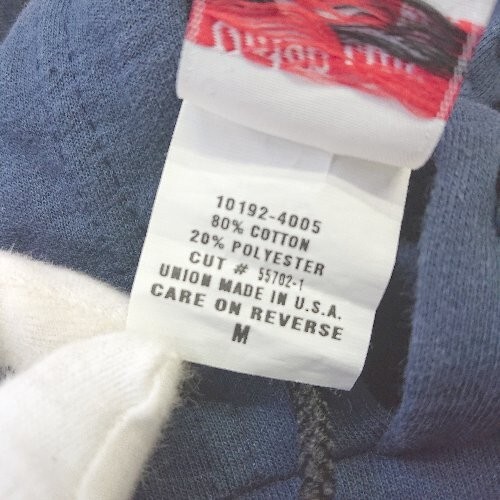 10192-4005
80% COTTON
20% POLYESTER
CUT # 55702-1
UNION MADE IN U.S.A.
CARE ON REVERSE
M